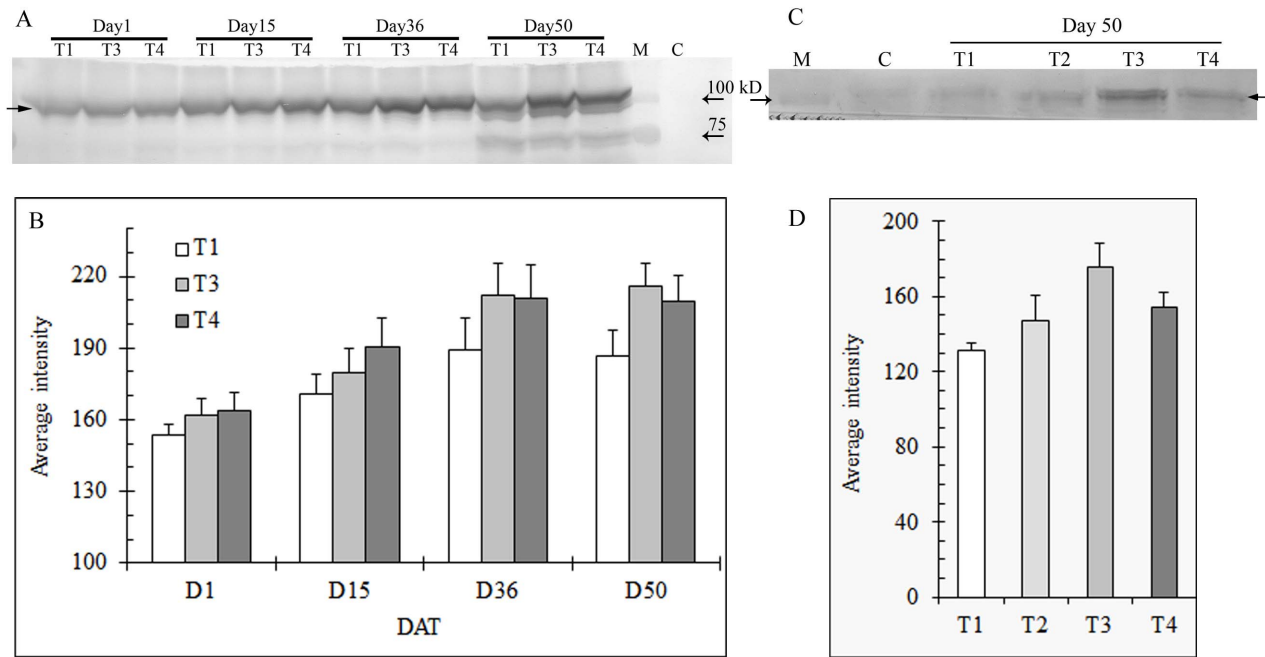 A
Day1 Day15 Day36 Day50
T1 T3 T4 T1 T3 T4 T1 T3 T4 T1 T3 T4 M C
100 kD
75
C
Day 50
M C T1 T2 T3 T4
B
T1
T3
T4
220
190
160
130
100
Average intensity
D1 D15 D36 D50
DAT
D
200
160
120
80
40
0
Average intensity
T1 T2 T3 T4